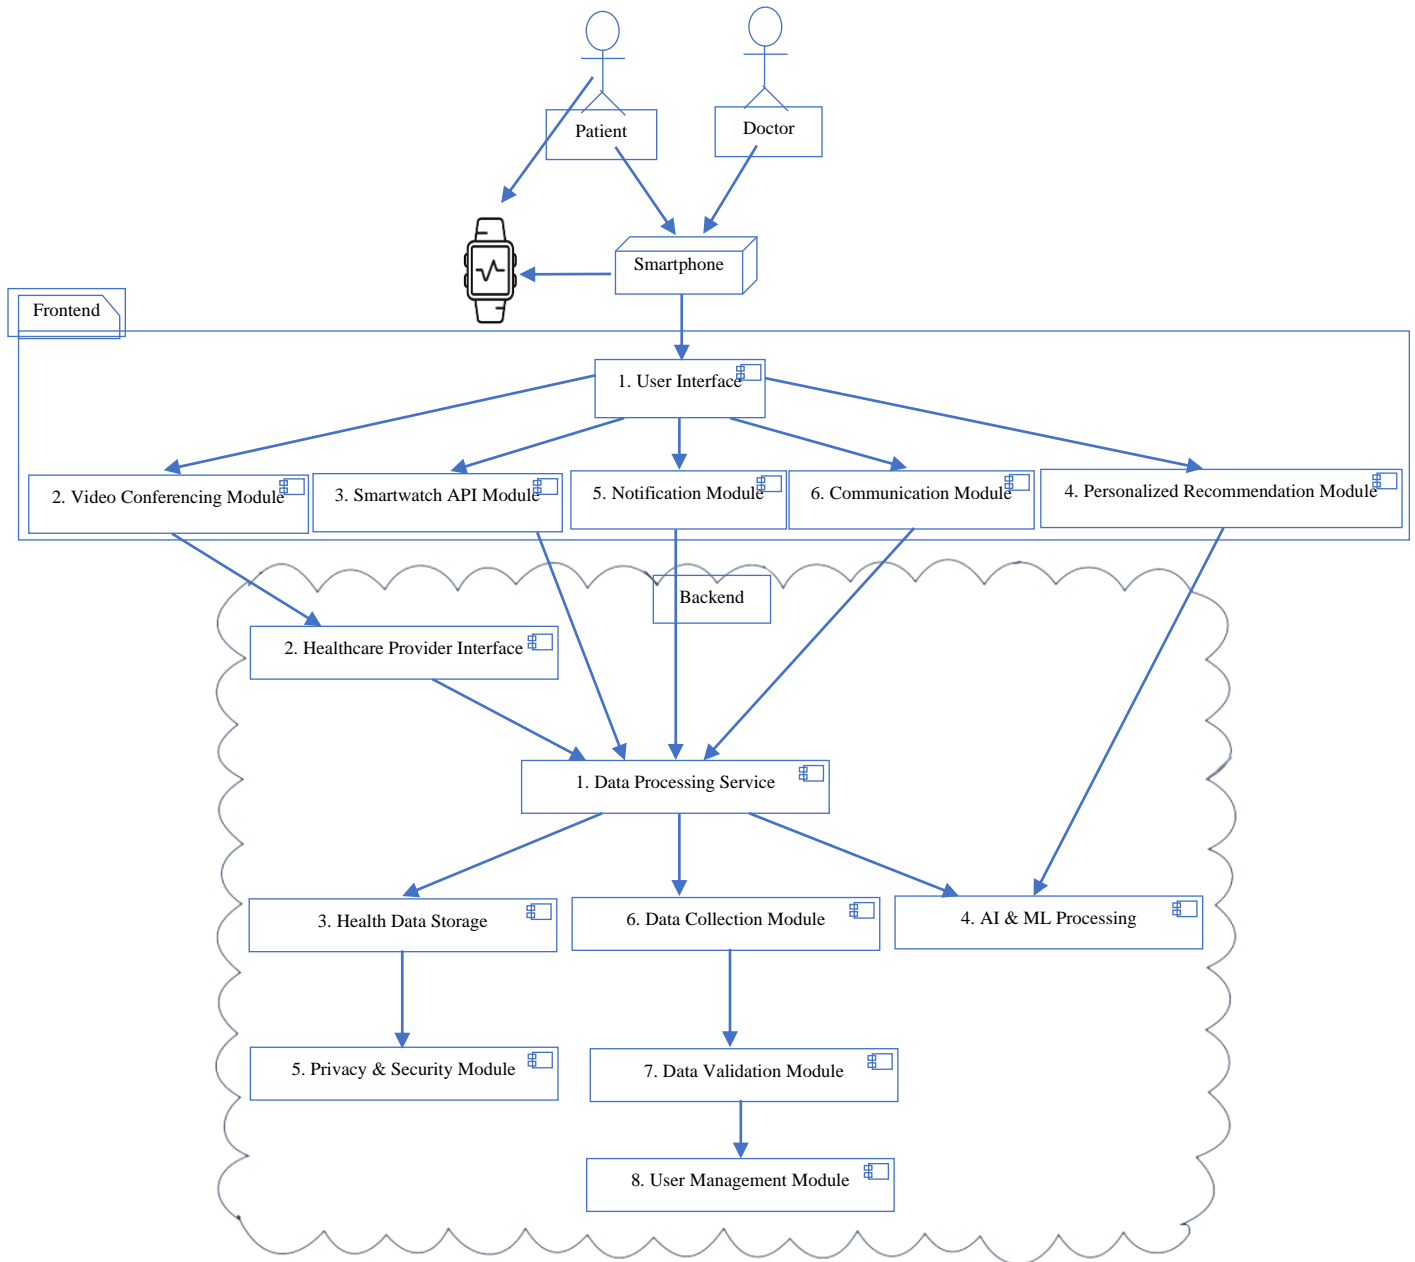 Patient
Doctor
Smartphone
Frontend
1. User Interface
2. Video Conferencing Module
3. Smartwatch API Module
5. Notification Module
6. Communication Module
4. Personalized Recommendation Module
Backend
2. Healthcare Provider Interface
1. Data Processing Service
3. Health Data Storage
6. Data Collection Module
4. AI & ML Processing
5. Privacy & Security Module
7. Data Validation Module
8. User Management Module